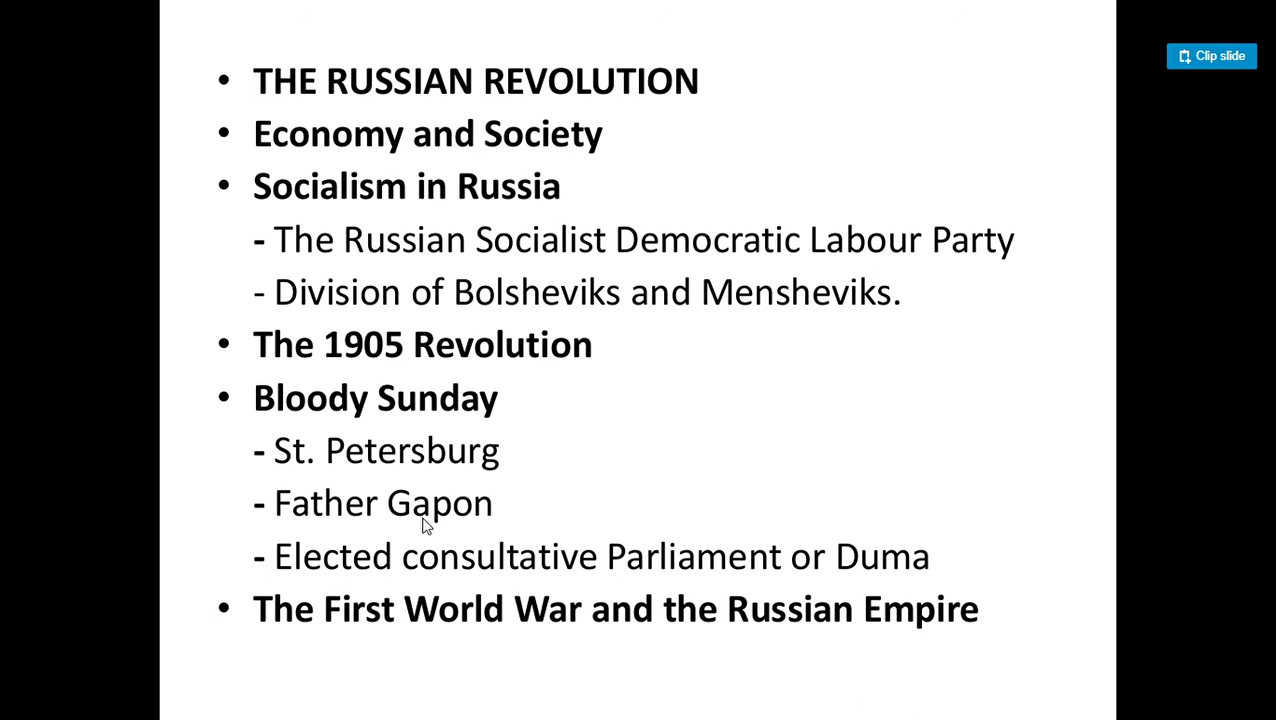 Clip slide
• THE RUSSIAN REVOLUTION
• Economy and Society
• Socialism in Russia
- The Russian Socialist Democratic Labour Party
- Division of Bolsheviks and Mensheviks.
• The 1905 Revolution
• Bloody Sunday
- St. Petersburg
- Father Gapon
- Elected consultative Parliament or Duma
• The First World War and the Russian Empire